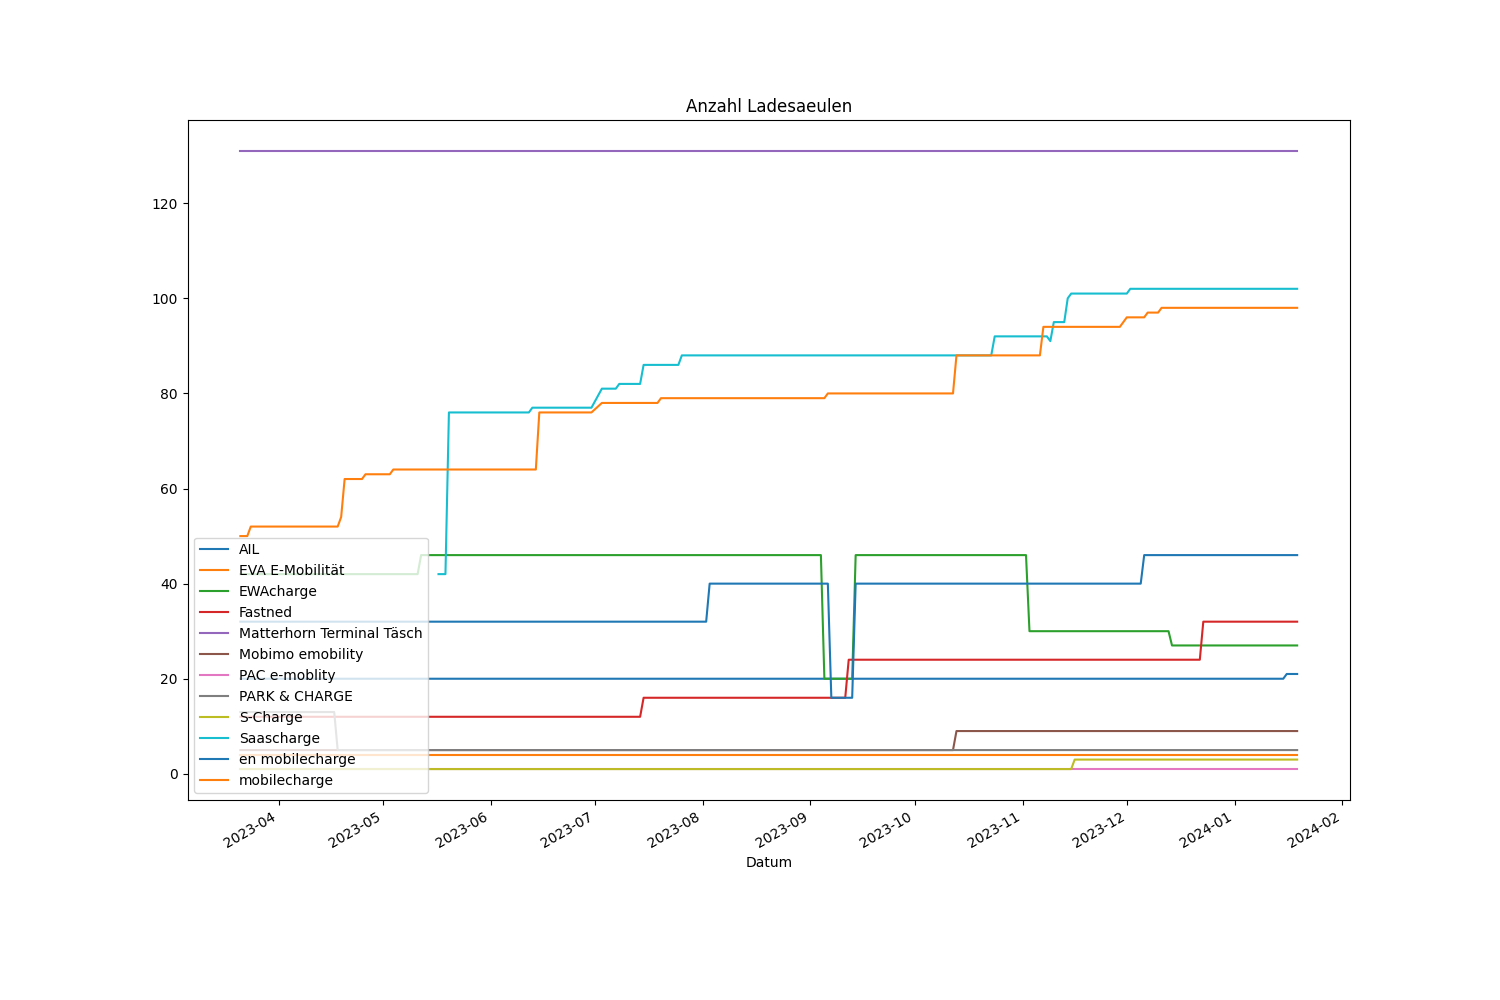 Anzahl Ladesaeulen
120
100
80
60
40
20
0
AIL
EVA E-Mobilität
EWAcharge
Fastned
Matterhorn Terminal Täsch
Mobimo emobility
PAC e-moblity
PARK & CHARGE
S-Charge
Saascharge
en mobilecharge
mobilecharge
2023-04
2023-05
2023-06
2023-07
2023-08
2023-09
2023-10
2023-11
2023-12
2024-01
2024-02
Datum